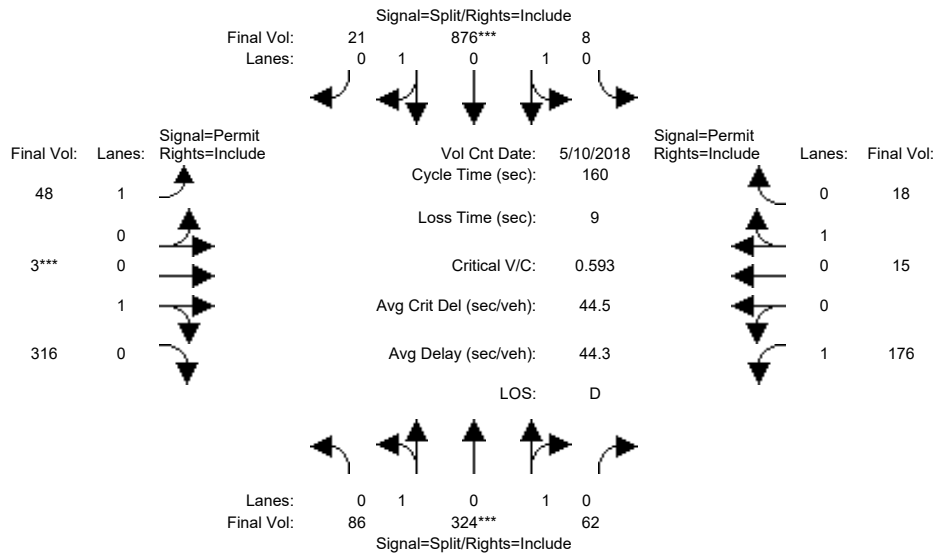 Signal=Split/Rights=Include
Final Vol: 21 876*** 8
Lanes: 0 1 0 1 0
Signal=Permit Signal=Permit
Final Vol: Lanes: Rights=Include Vol Cnt Date: 5/10/2018 Rights=Include Lanes: Final Vol:
Cycle Time (sec): 160
48 1 0 18
Loss Time (sec): 9
0 1
3*** 0 Critical V/C: 0.593 0 15
1 Avg Crit Del (sec/veh): 44.5 0
316 0 Avg Delay (sec/veh): 44.3 1 176
LOS: D
Lanes: 0 1 0 1 0
Final Vol: 86 324*** 62
Signal=Split/Rights=Include